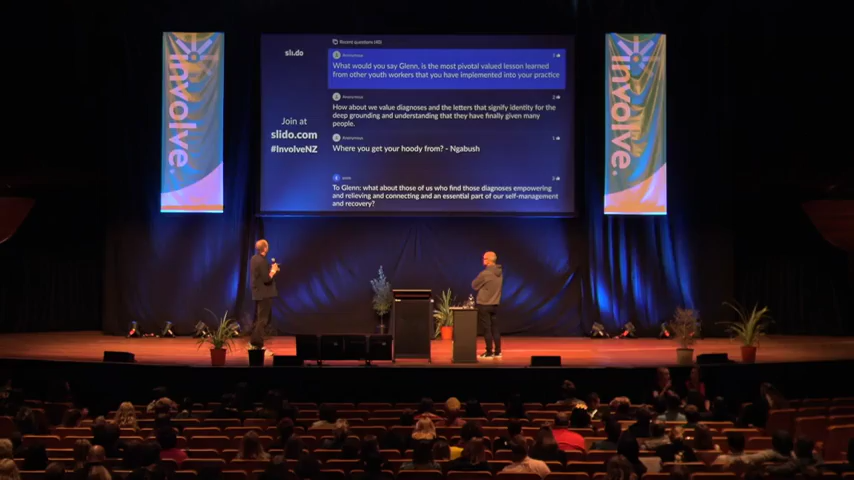 involve.
sli.do
Join at
slido.com
#InvolveNZ
Recent questions (40)
Anonymous
What would you say Glenn, is the most pivotal valued lesson learned
from other youth workers that you have implemented into your practice
Anonymous
How about we value diagnoses and the letters that signify identity for the
deep grounding and understanding that they have finally given many
people.
Anonymous
Where you get your hoody from? - Ngabush
To Glenn: what about those of us who find those diagnoses empowering
and relieving and connecting and an essential part of our self-management
and recovery?
involve.